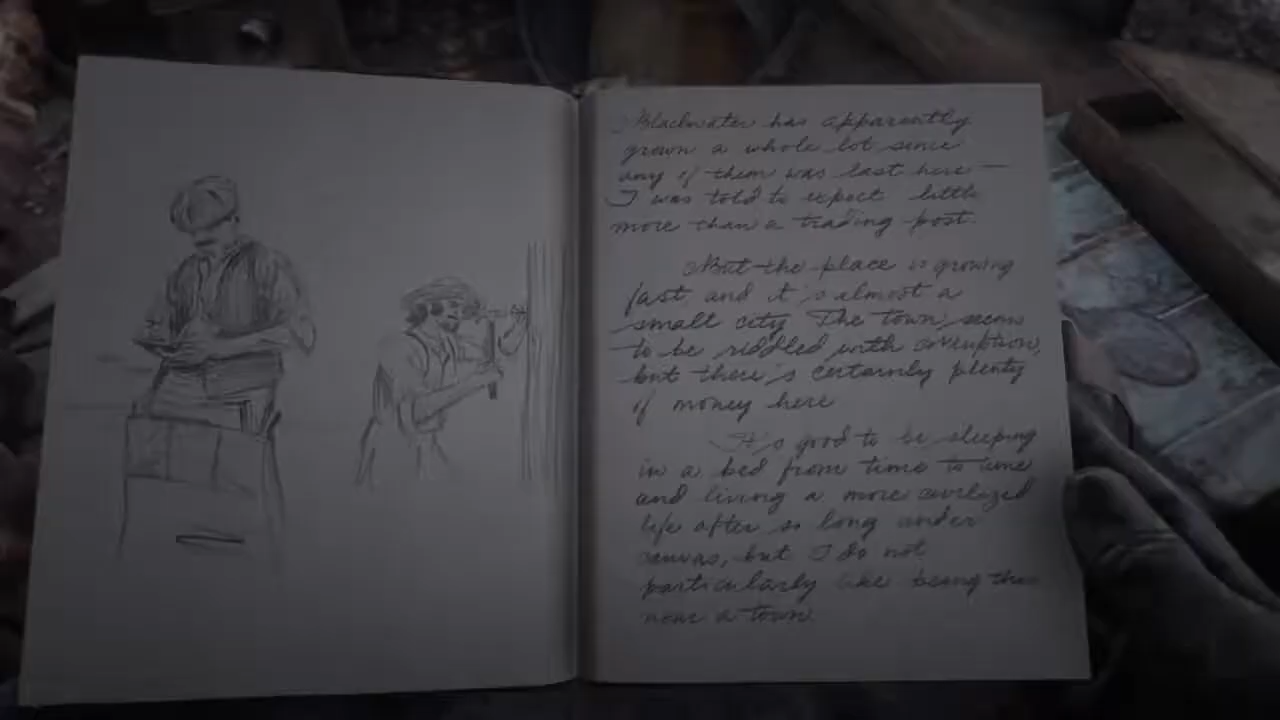 Blackwater has apparently
grown a whole lot since
any of them was last here —
I was told to expect little
more than a trading post.
But the place is growing
fast, and it's almost a
small city. The town seems
to be riddled with corruption,
but there's certainly plenty
of money here
It's good to be sleeping
in a bed from time to time
and living a more civilized
life after so long under
canvas, but I do not
particularly like being this
near a town.